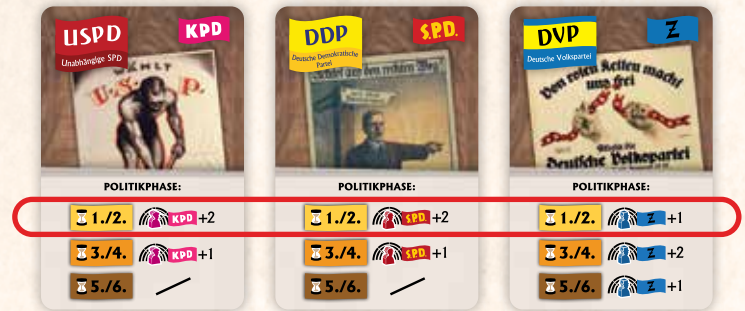 USPD
Unabhängige SPD
KPD
WÄHLT
U.S.P.
POLITIKPHASE:
1./2. KPD +2
3./4. KPD +1
5./6.
DDP
Deutsche Demokratische
Partei
S.P.D.
POLITIKPHASE:
1./2. S.P.D. +2
3./4. S.P.D. +1
5./6.
DVP
Deutsche Volkspartei
Z
Von roten Ketten macht
uns frei
Deutsche Volkspartei
POLITIKPHASE:
1./2. Z +1
3./4. Z +2
5./6. Z +1